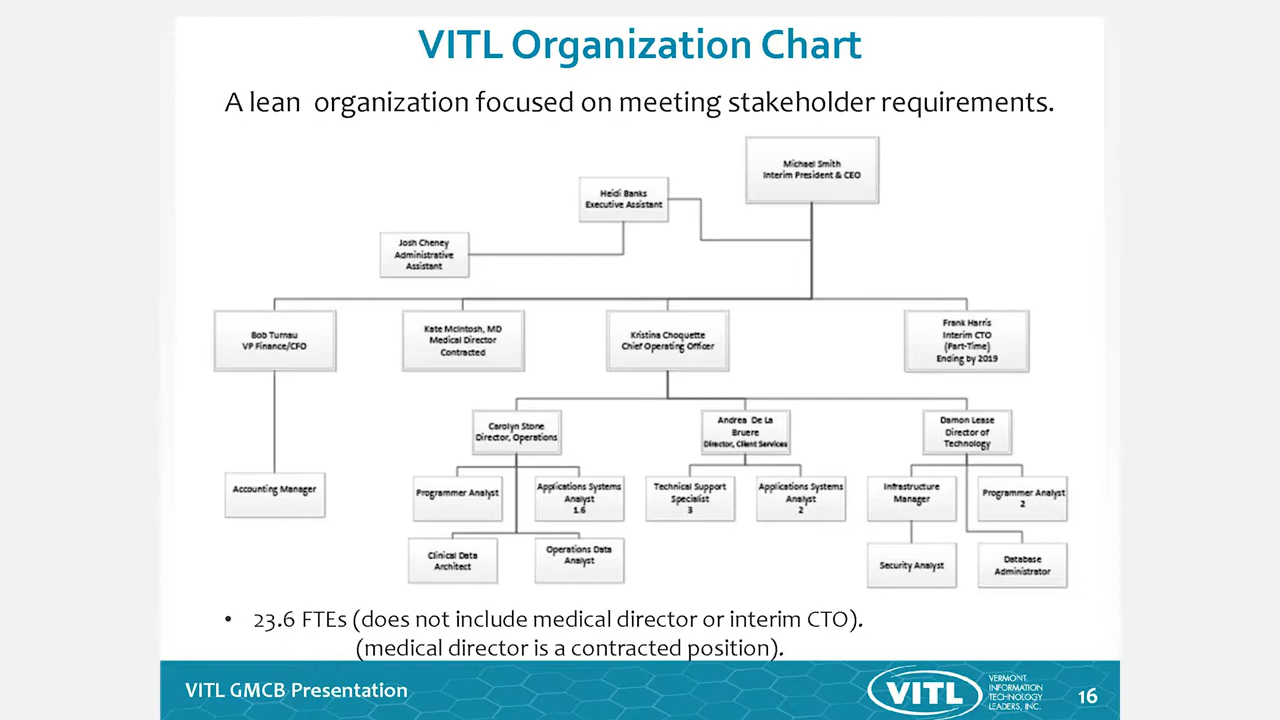 VITL Organization Chart
A lean organization focused on meeting stakeholder requirements.
Michael Smith
Interim President & CEO
Heidi Banks
Executive Assistant
Josh Cheney
Administrative
Assistant
Bob Turnau
VP Finance/CFO
Kate McIntosh, MD
Medical Director
Contracted
Kristina Choquette
Chief Operating Officer
Frank Harris
Interim CTO
(Part-Time)
Ending by 2019
Carolyn Stone
Director, Operations
Andrea De La
Bruere
Director, Client Services
Damon Lease
Director of
Technology
Accounting Manager
Programmer Analyst
Applications Systems
Analyst
1.6
Technical Support
Specialist
3
Applications Systems
Analyst
2
Infrastructure
Manager
Programmer Analyst
2
Clinical Data
Architect
Operations Data
Analyst
Security Analyst
Database
Administrator
• 23.6 FTEs (does not include medical director or interim CTO).
(medical director is a contracted position).
VITL GMCB Presentation
VITL
VERMONT
INFORMATION
TECHNOLOGY
LEADERS, INC.
16